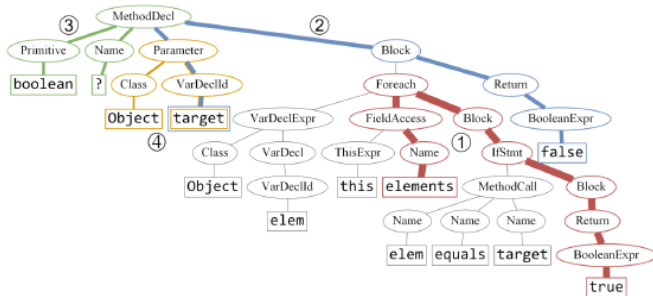 MethodDecl
③ ②
Primitive Name Parameter Block
boolean ? Class VarDeclId Foreach Return
Object target VarDeclExpr FieldAccess Block BooleanExpr
④ ① false
Class VarDecl ThisExpr Name IfStmt
Object VarDeclId this elements MethodCall Block
elem Name Name Name Return
elem equals target BooleanExpr
true